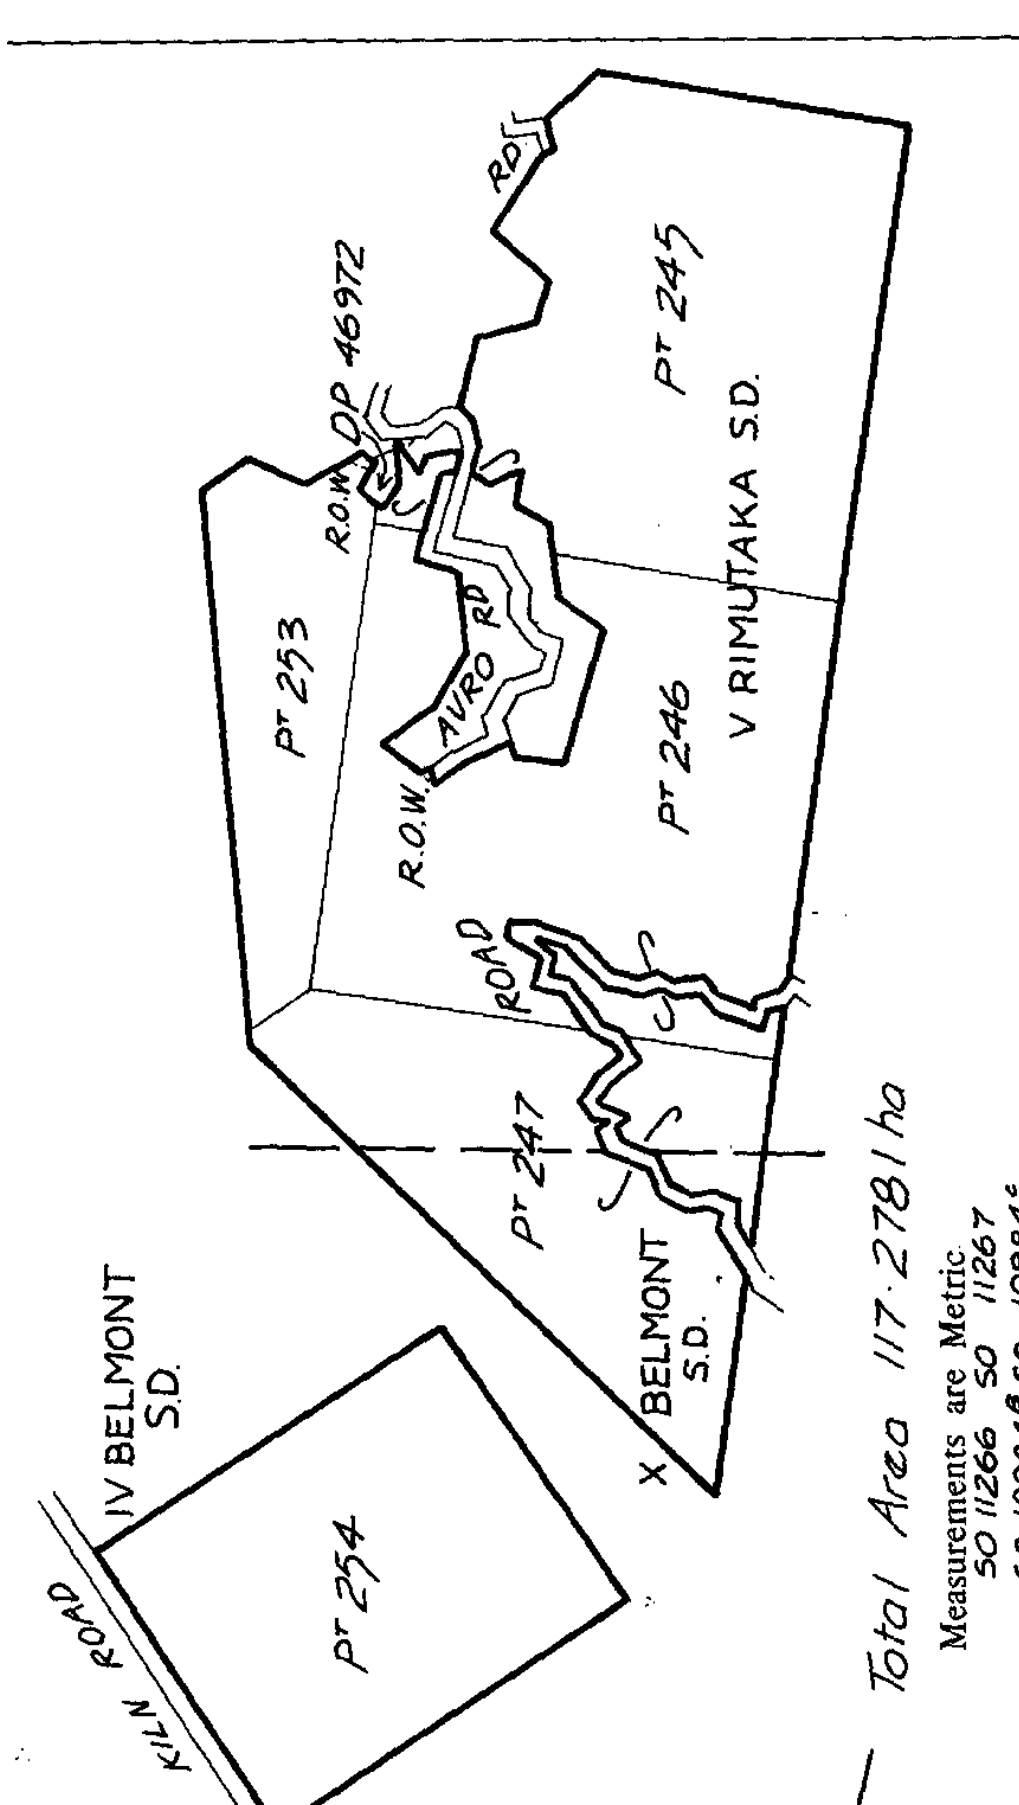 KILN ROAD
IV BELMONT
S.D.
Pᵀ 254
Pᵀ 253
R.O.W.
DP 46972
R.O.W.
AVRO RD
RD
ROAD
Pᵀ 247
Pᵀ 246
Pᵀ 245
X BELMONT
S.D.
V RIMUTAKA S.D.
Total Area 117·2781 ha
Measurements are Metric
SO 11266 SO 11267